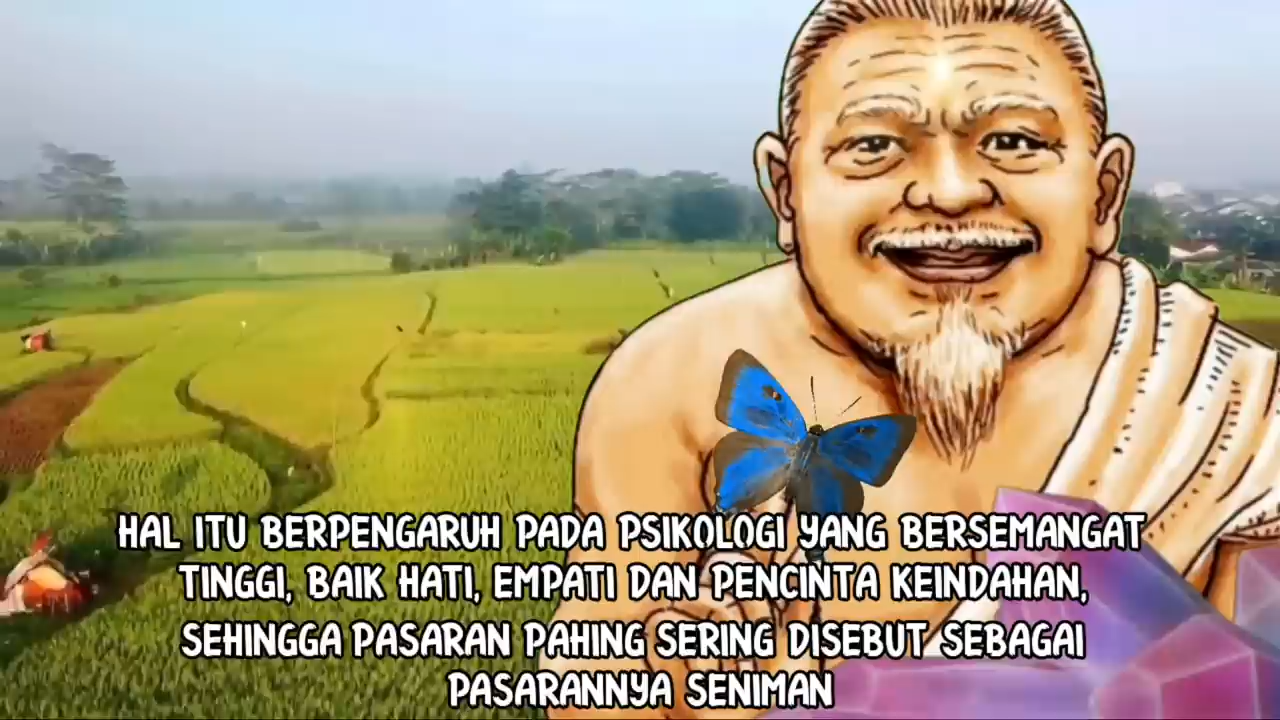 HAL ITU BERPENGARUH PADA PSIKOLOGI YANG BERSEMANGAT
TINGGI, BAIK HATI, EMPATI DAN PENCINTA KEINDAHAN,
SEHINGGA PASARAN PAHING SERING DISEBUT SEBAGAI
PASARANNYA SENIMAN